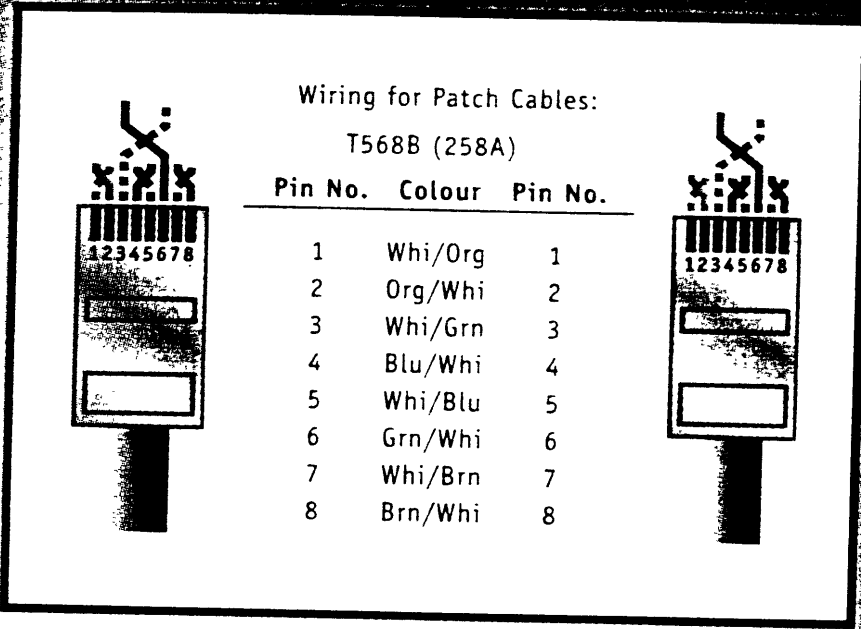 Wiring for Patch Cables:
T568B (258A)
Pin No. Colour Pin No.
1 Whi/Org 1
2 Org/Whi 2
3 Whi/Grn 3
4 Blu/Whi 4
5 Whi/Blu 5
6 Grn/Whi 6
7 Whi/Brn 7
8 Brn/Whi 8
12345678
12345678